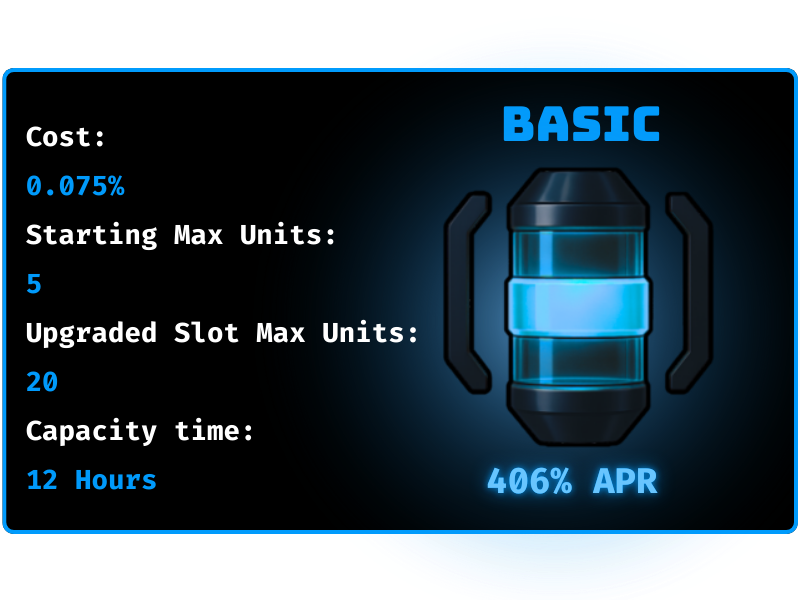 BASIC
Cost:
0.075%
Starting Max Units:
5
Upgraded Slot Max Units:
20
Capacity time:
12 Hours
406% APR